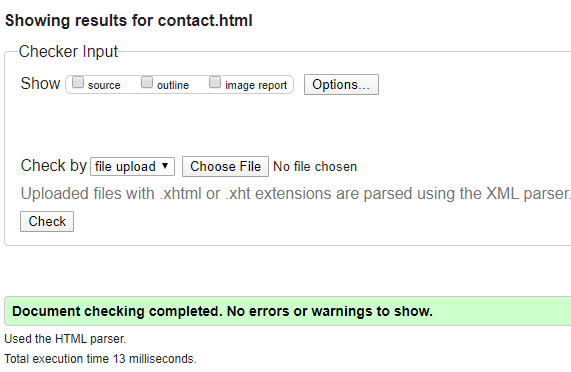 Showing results for contact.html
Checker Input
Show source outline image report Options...
Check by file upload Choose File No file chosen
Uploaded files with .xhtml or .xht extensions are parsed using the XML parser.
Check
Document checking completed. No errors or warnings to show.
Used the HTML parser.
Total execution time 13 milliseconds.